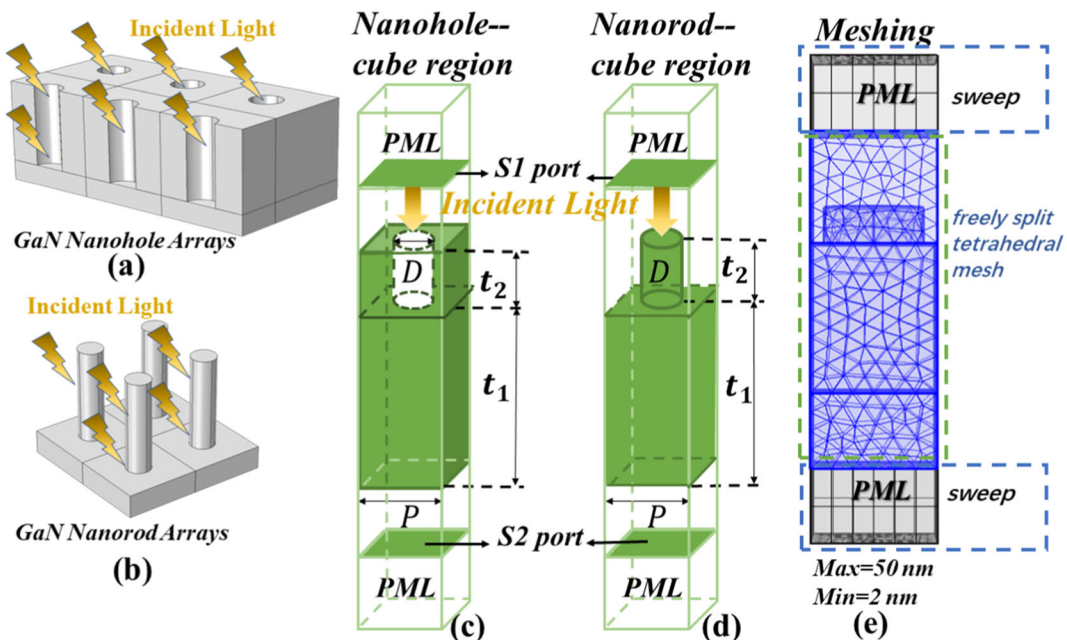 Incident Light
GaN Nanohole Arrays
(a)
Incident Light
GaN Nanorod Arrays
(b)
Nanohole--
cube region
PML
S1 port
Incident Light
D
t₂
t₁
P
S2 port
PML
(c)
Nanorod--
cube region
PML
D
t₂
t₁
P
PML
(d)
Meshing
PML
sweep
freely split
tetrahedral
mesh
PML
sweep
Max=50 nm
Min=2 nm
(e)